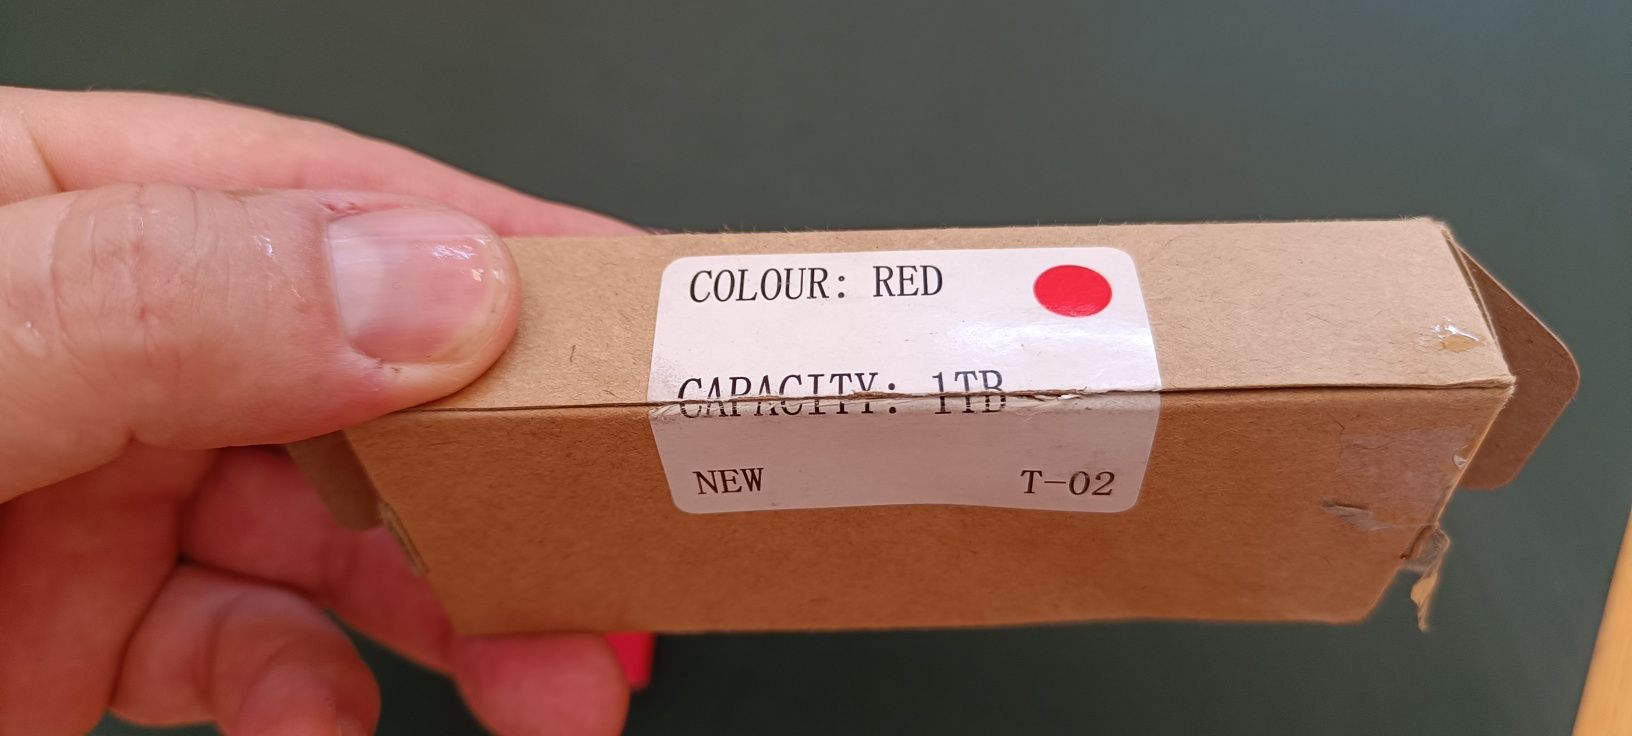 COLOUR: RED
CAPACITY: 1TB
NEW T-02